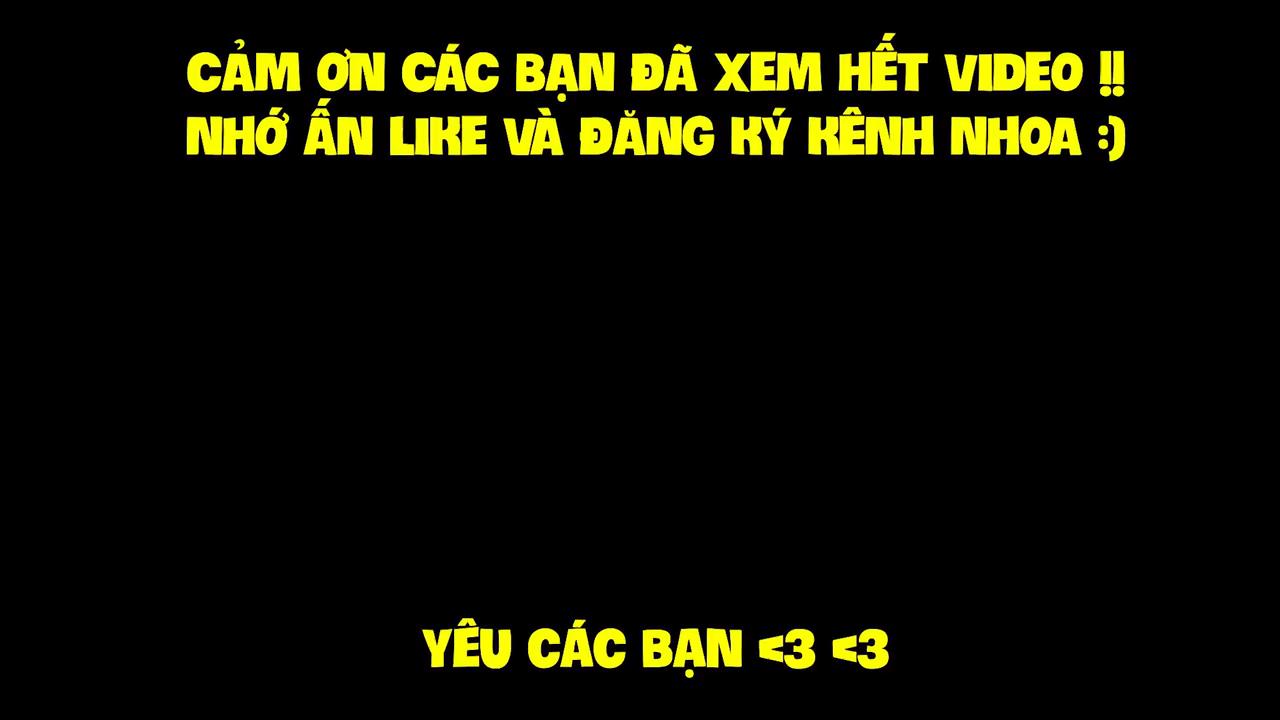 CẢM ƠN CÁC BẠN ĐÃ XEM HẾT VIDEO !!
NHỚ ẤN LIKE VÀ ĐĂNG KÝ KÊNH NHOA :)
YÊU CÁC BẠN <3 <3